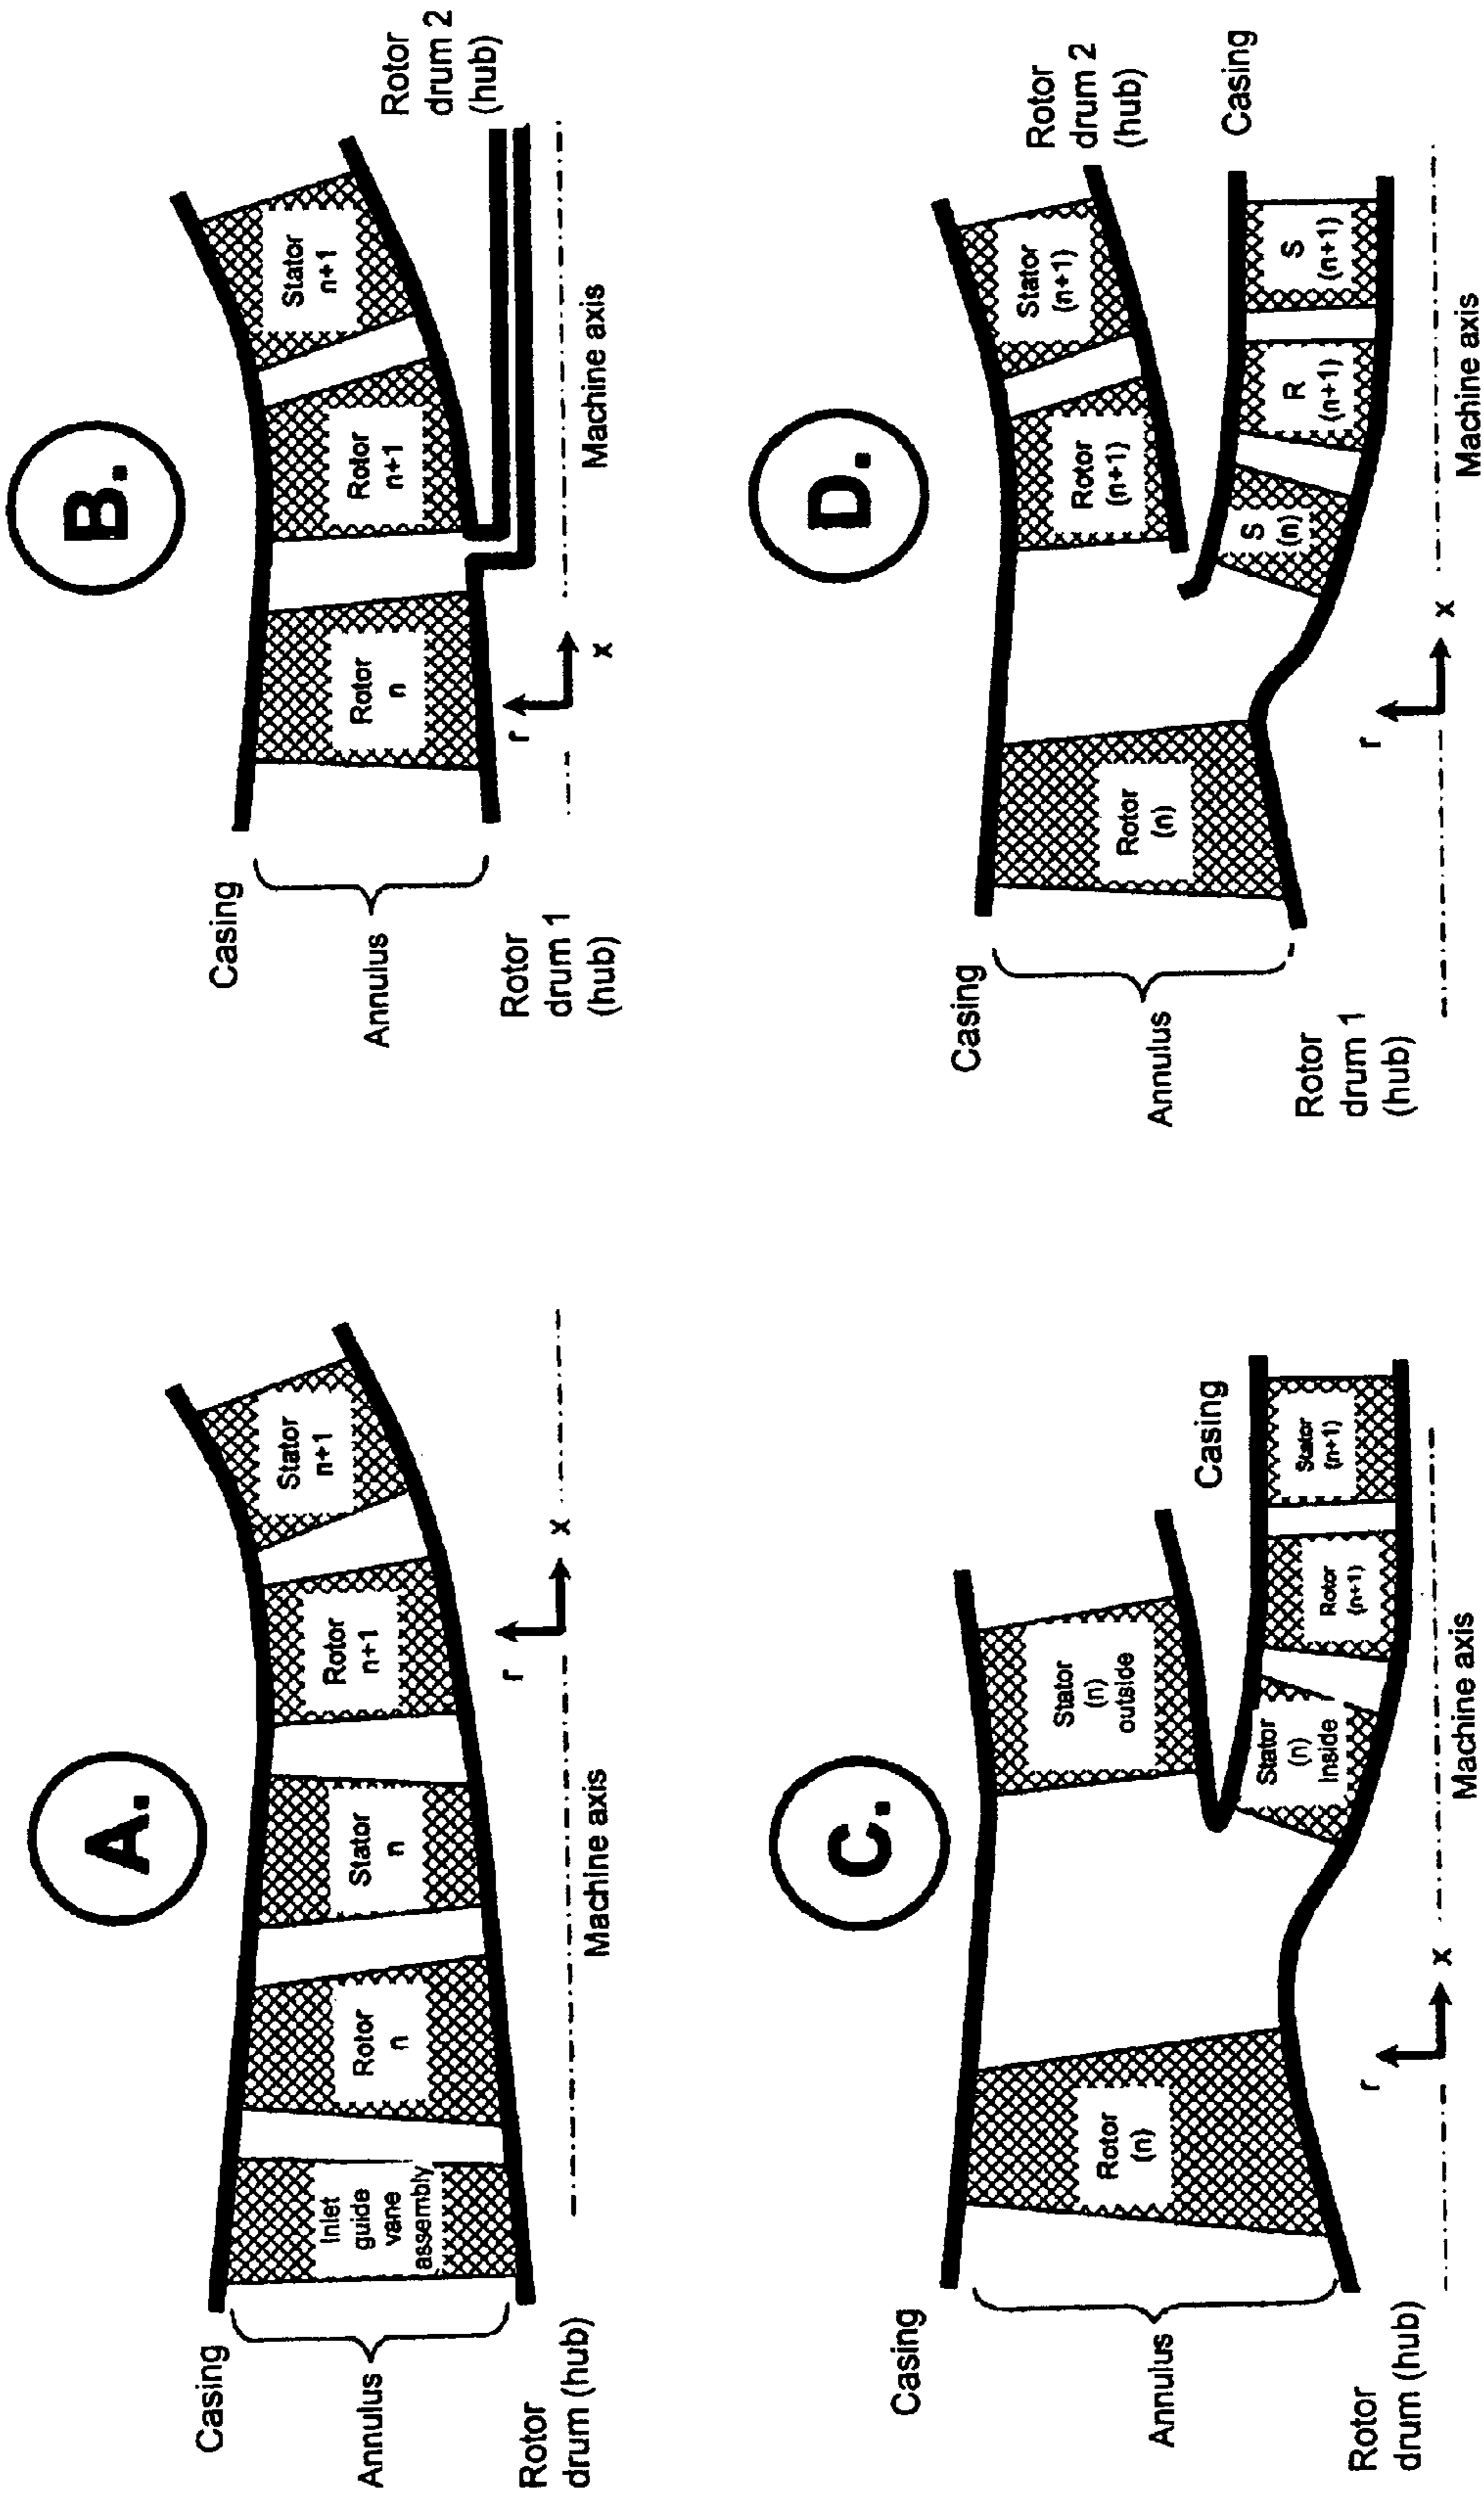 A.
Casing
Annulus
Rotor
drum (hub)
Inlet
guide
vane
assembly
Rotor
n
Stator
n
Rotor
n+1
Stator
n+1
r
x
Machine axis
B.
Casing
Annulus
Rotor
drum 1
(hub)
Rotor
n
Rotor
n+1
Stator
n+1
Rotor
drum 2
(hub)
r
x
Machine axis
C.
Casing
Annulus
Rotor
drum (hub)
Rotor
(n)
Stator
(n)
outside
Stator
(n)
Inside
Rotor
(n+1)
Stator
(n+1)
Casing
r
x
Machine axis
D.
Casing
Annulus
Rotor
drum 1
(hub)
Rotor
(n)
Rotor
(n+1)
Stator
(n+1)
Rotor
drum 2
(hub)
S
(n)
R
(n+1)
S
(n+1)
Casing
r
x
Machine axis